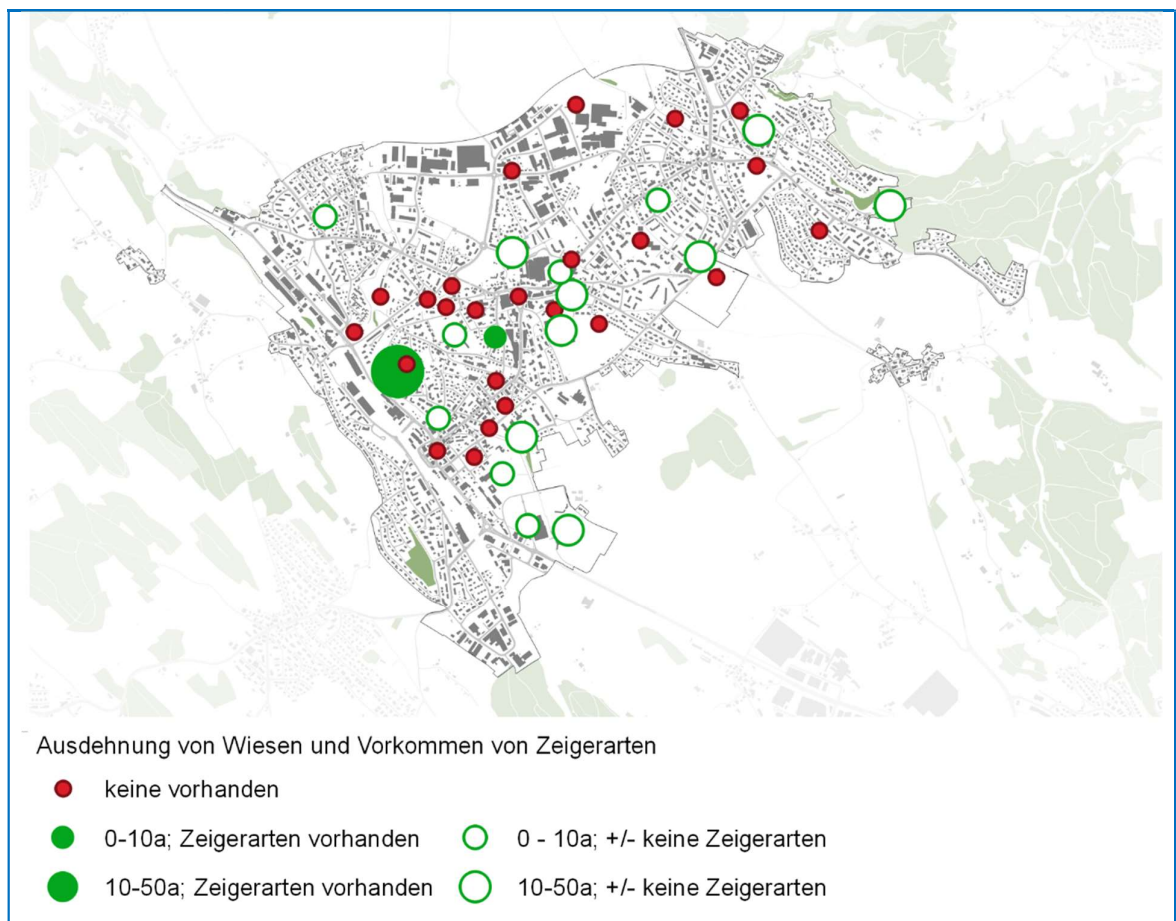 Ausdehnung von Wiesen und Vorkommen von Zeigerarten
keine vorhanden
0-10a; Zeigerarten vorhanden
0 - 10a; +/- keine Zeigerarten
10-50a; Zeigerarten vorhanden
10-50a; +/- keine Zeigerarten